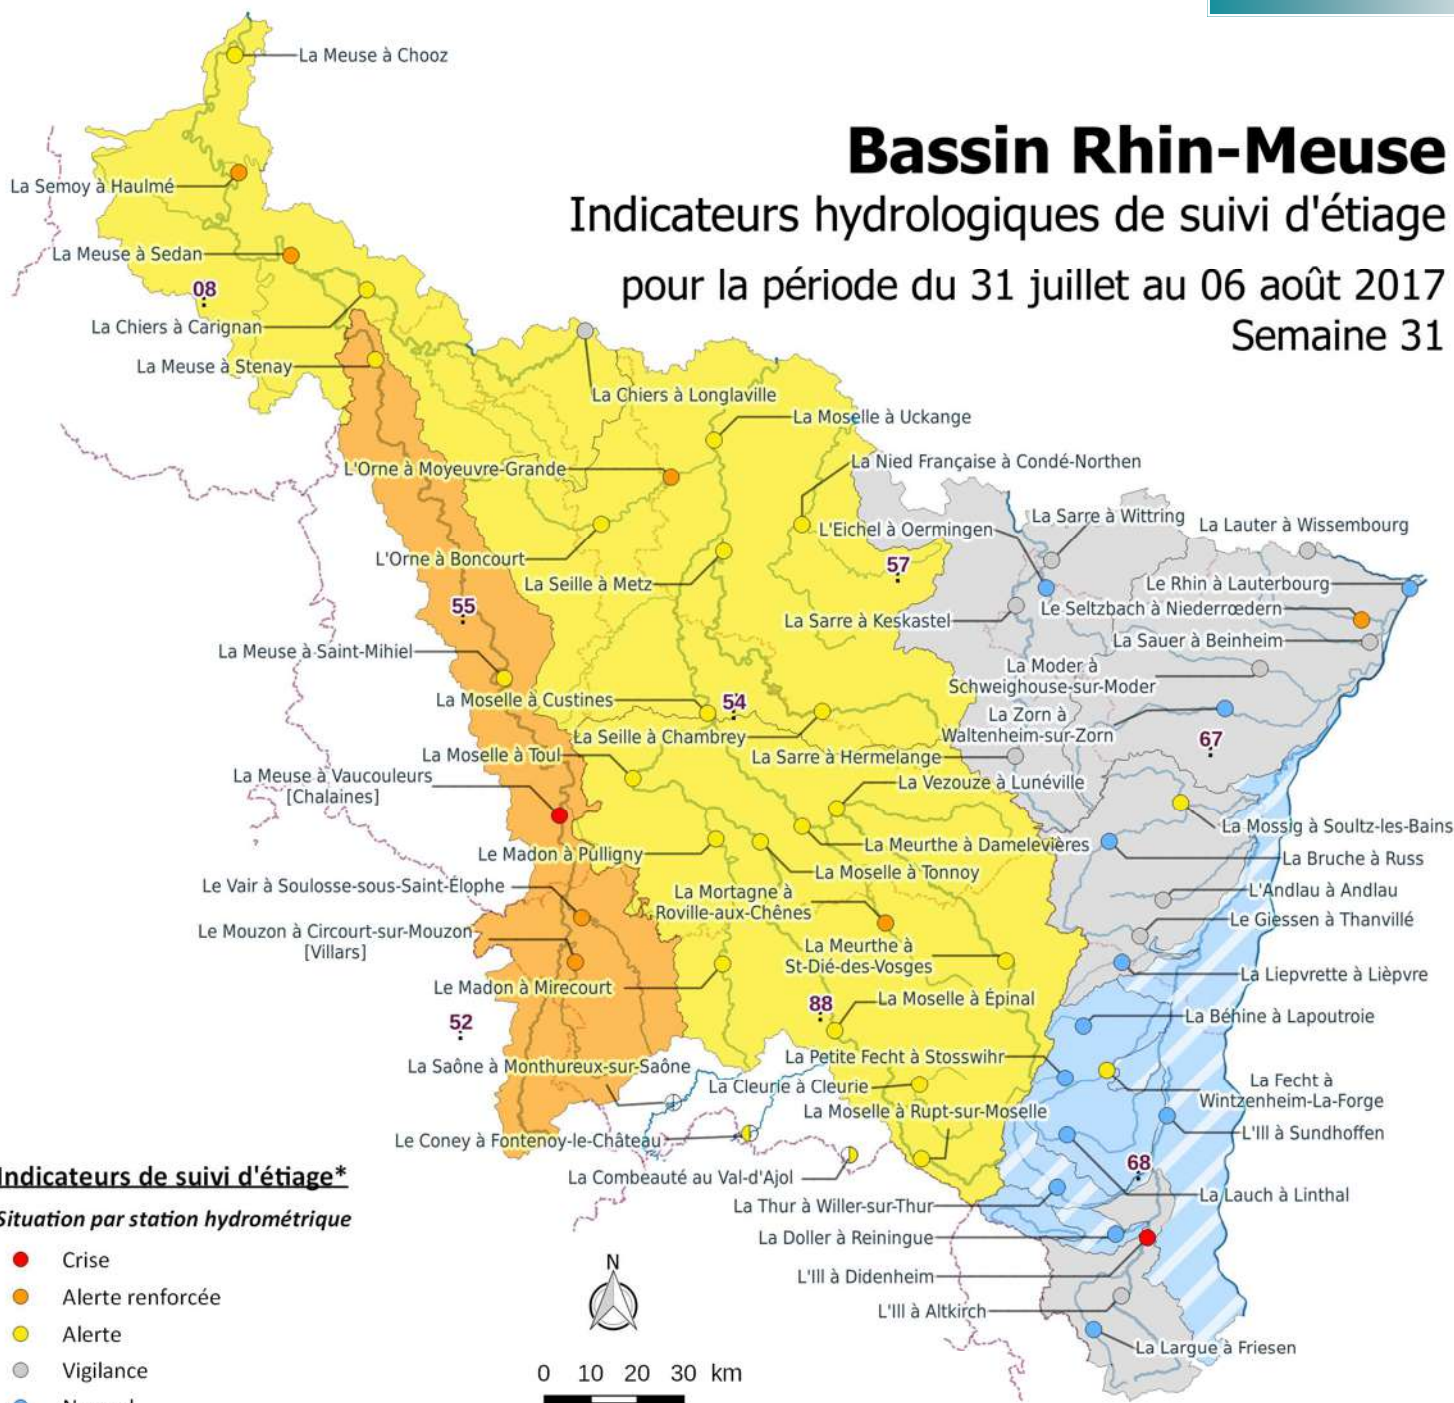 La Meuse à Chooz
Bassin Rhin-Meuse
Indicateurs hydrologiques de suivi d'étiage
pour la période du 31 juillet au 06 août 2017
Semaine 31
La Semoy à Haulmé
La Meuse à Sedan
08
La Chiers à Carignan
La Meuse à Stenay
La Chiers à Longlaville
La Moselle à Uckange
L'Orne à Moyeuvre-Grande
La Nied Française à Condé-Northen
L'Eichel à Oermingen
La Sarre à Wittring
La Lauter à Wissembourg
L'Orne à Boncourt
La Seille à Metz
57
Le Rhin à Lauterbourg
55
La Sarre à Keskastel
Le Seltzbach à Niederrœdern
La Sauer à Beinheim
La Meuse à Saint-Mihiel
La Moder à
Schweighouse-sur-Moder
La Moselle à Custines
54
La Zorn à
Waltenheim-sur-Zorn
La Seille à Chambrey
67
La Moselle à Toul
La Sarre à Hermelange
La Meuse à Vaucouleurs
[Chalaines]
La Vezouze à Lunéville
La Mossig à Soultz-les-Bains
Le Madon à Pulligny
La Meurthe à Damelevières
La Bruche à Russ
La Moselle à Tonnoy
Le Vair à Soulosse-sous-Saint-Élophe
La Mortagne à
Roville-aux-Chênes
L'Andlau à Andlau
Le Giessen à Thanvillé
Le Mouzon à Circourt-sur-Mouzon
[Villars]
La Meurthe à
St-Dié-des-Vosges
La Liepvrette à Lièpvre
Le Madon à Mirecourt
88
La Moselle à Épinal
52
La Béhine à Lapoutroie
La Saône à Monthureux-sur-Saône
La Petite Fecht à Stosswihr
La Cleurie à Cleurie
La Fecht à
Wintzenheim-La-Forge
La Moselle à Rupt-sur-Moselle
Le Coney à Fontenoy-le-Château
L'Ill à Sundhoffen
La Combeauté au Val-d'Ajol
68
La Lauch à Linthal
La Thur à Willer-sur-Thur
La Doller à Reiningue
L'Ill à Didenheim
L'Ill à Altkirch
La Largue à Friesen
Indicateurs de suivi d'étiage*
Situation par station hydrométrique
Crise
Alerte renforcée
Alerte
Vigilance
N
0 10 20 30 km